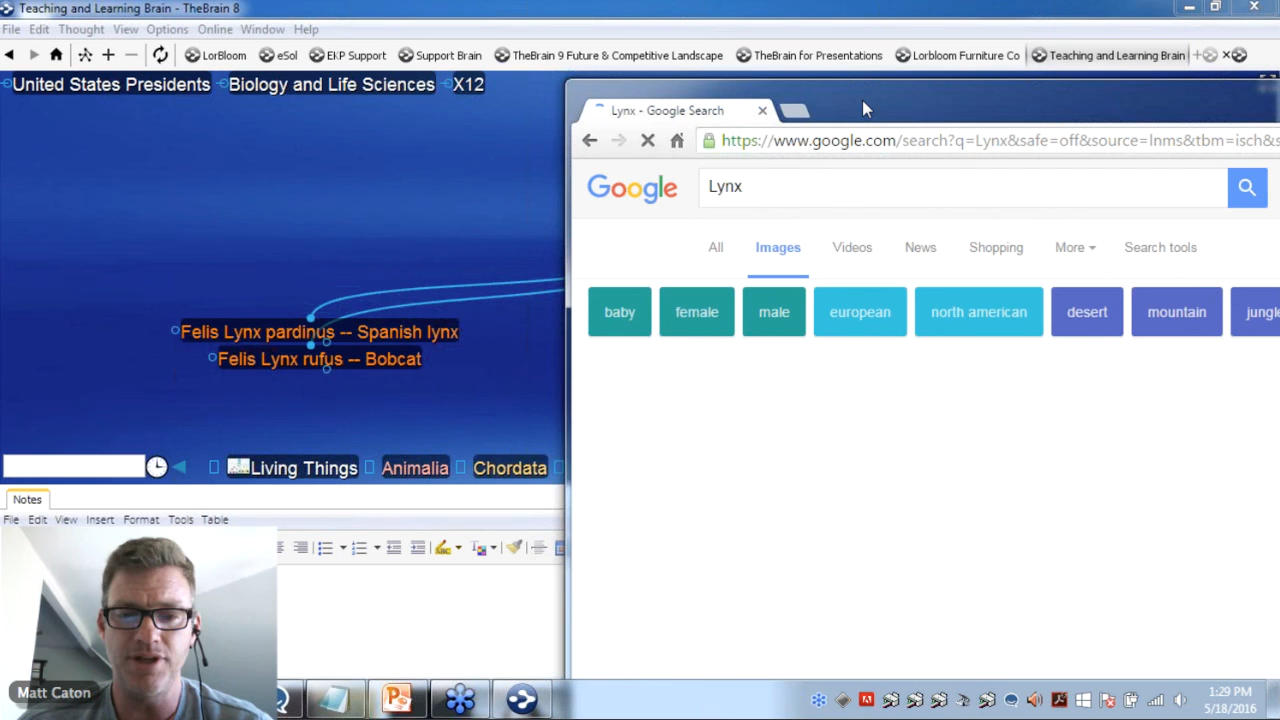 Teaching and Learning Brain - TheBrain 8
File Edit Thought View Options Online Window Help
LorBloom eSol EKP Support Support Brain TheBrain 9 Future & Competitive Landscape TheBrain for Presentations Lorbloom Furniture Co Teaching and Learning Brain
United States Presidents Biology and Life Sciences X12
Lynx - Google Search
https://www.google.com/search?q=Lynx&safe=off&source=lnms&tbm=isch&s
Google Lynx
All Images Videos News Shopping More Search tools
baby female male european north american desert mountain jungle
Felis Lynx pardinus -- Spanish lynx
Felis Lynx rufus -- Bobcat
Living Things Animalia Chordata
Notes
File Edit View Insert Format Tools Table
Matt Caton
1:29 PM
5/18/2016